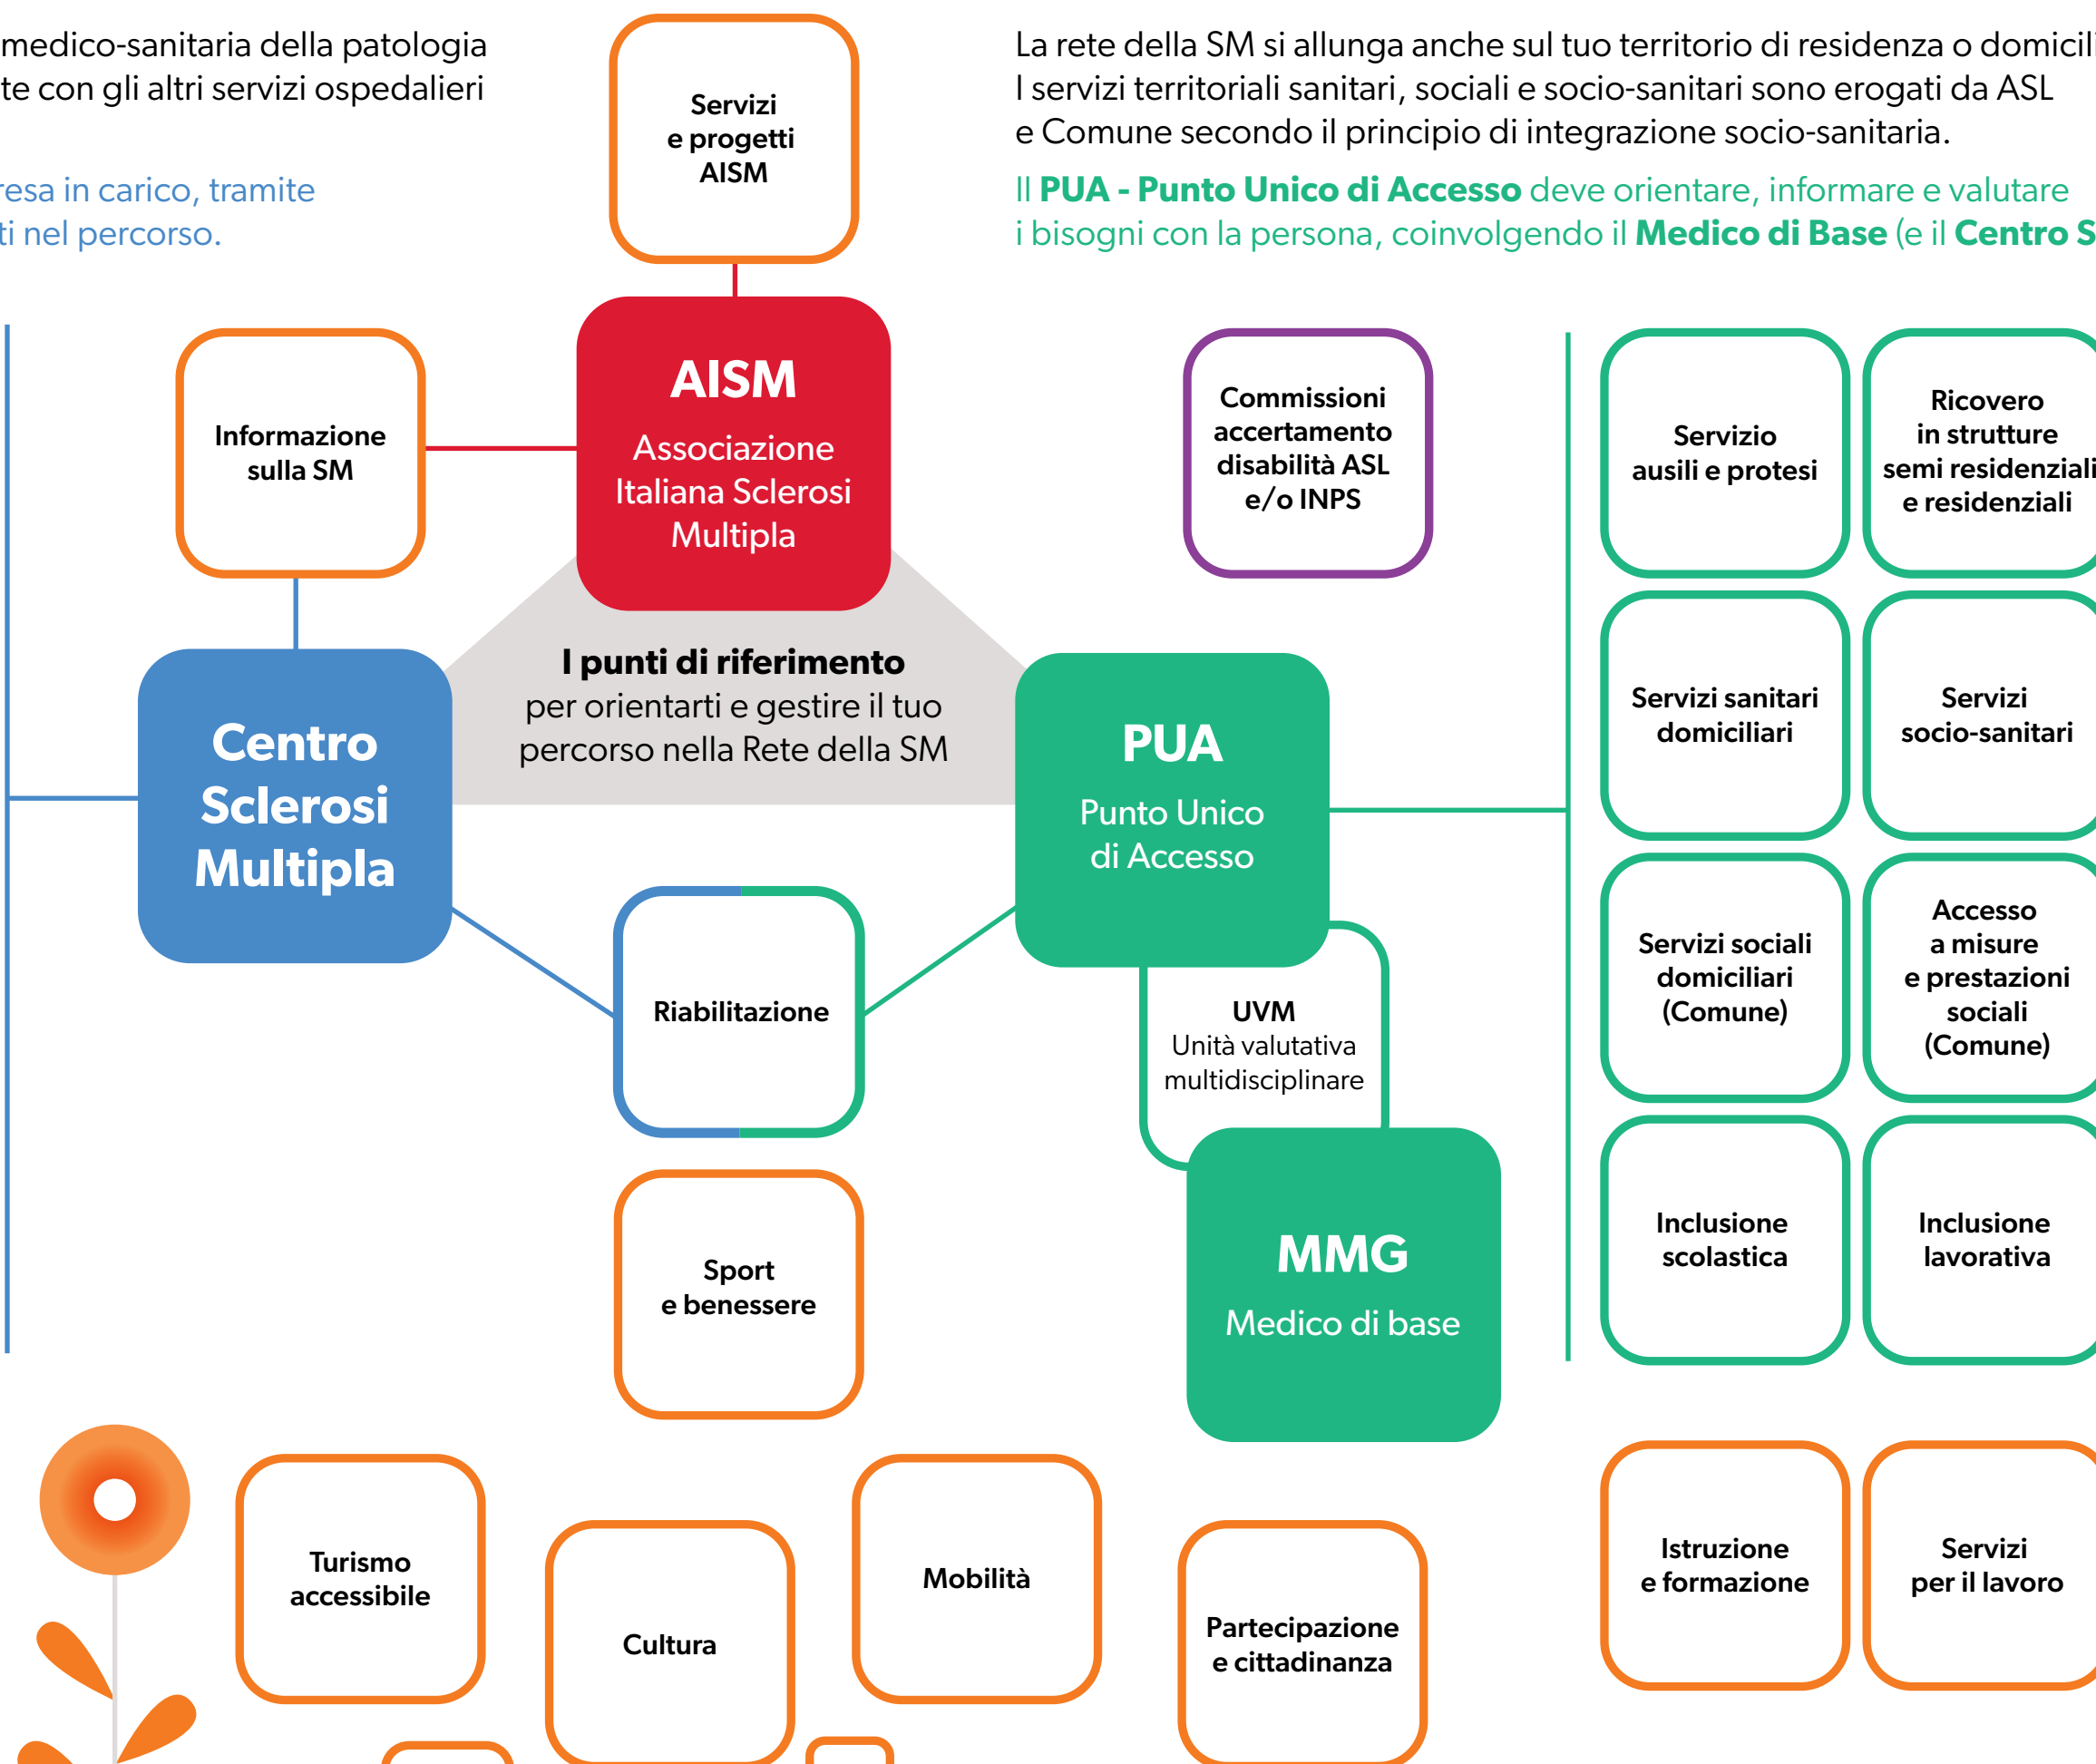 medico-sanitaria della patologia
te con gli altri servizi ospedalieri
resa in carico, tramite
ti nel percorso.
Servizi
e progetti
AISM
La rete della SM si allunga anche sul tuo territorio di residenza o domicili
I servizi territoriali sanitari, sociali e socio-sanitari sono erogati da ASL
e Comune secondo il principio di integrazione socio-sanitaria.
Il PUA - Punto Unico di Accesso deve orientare, informare e valutare
i bisogni con la persona, coinvolgendo il Medico di Base (e il Centro S
Informazione
sulla SM
AISM
Associazione
Italiana Sclerosi
Multipla
Commissioni
accertamento
disabilità ASL
e/o INPS
Servizio
ausili e protesi
Ricovero
in strutture
semi residenziali
e residenziali
Centro
Sclerosi
Multipla
I punti di riferimento
per orientarti e gestire il tuo
percorso nella Rete della SM
PUA
Punto Unico
di Accesso
Servizi sanitari
domiciliari
Servizi
socio-sanitari
Riabilitazione
UVM
Unità valutativa
multidisciplinare
Servizi sociali
domiciliari
(Comune)
Accesso
a misure
e prestazioni
sociali
(Comune)
Sport
e benessere
MMG
Medico di base
Inclusione
scolastica
Inclusione
lavorativa
Turismo
accessibile
Cultura
Mobilità
Partecipazione
e cittadinanza
Istruzione
e formazione
Servizi
per il lavoro